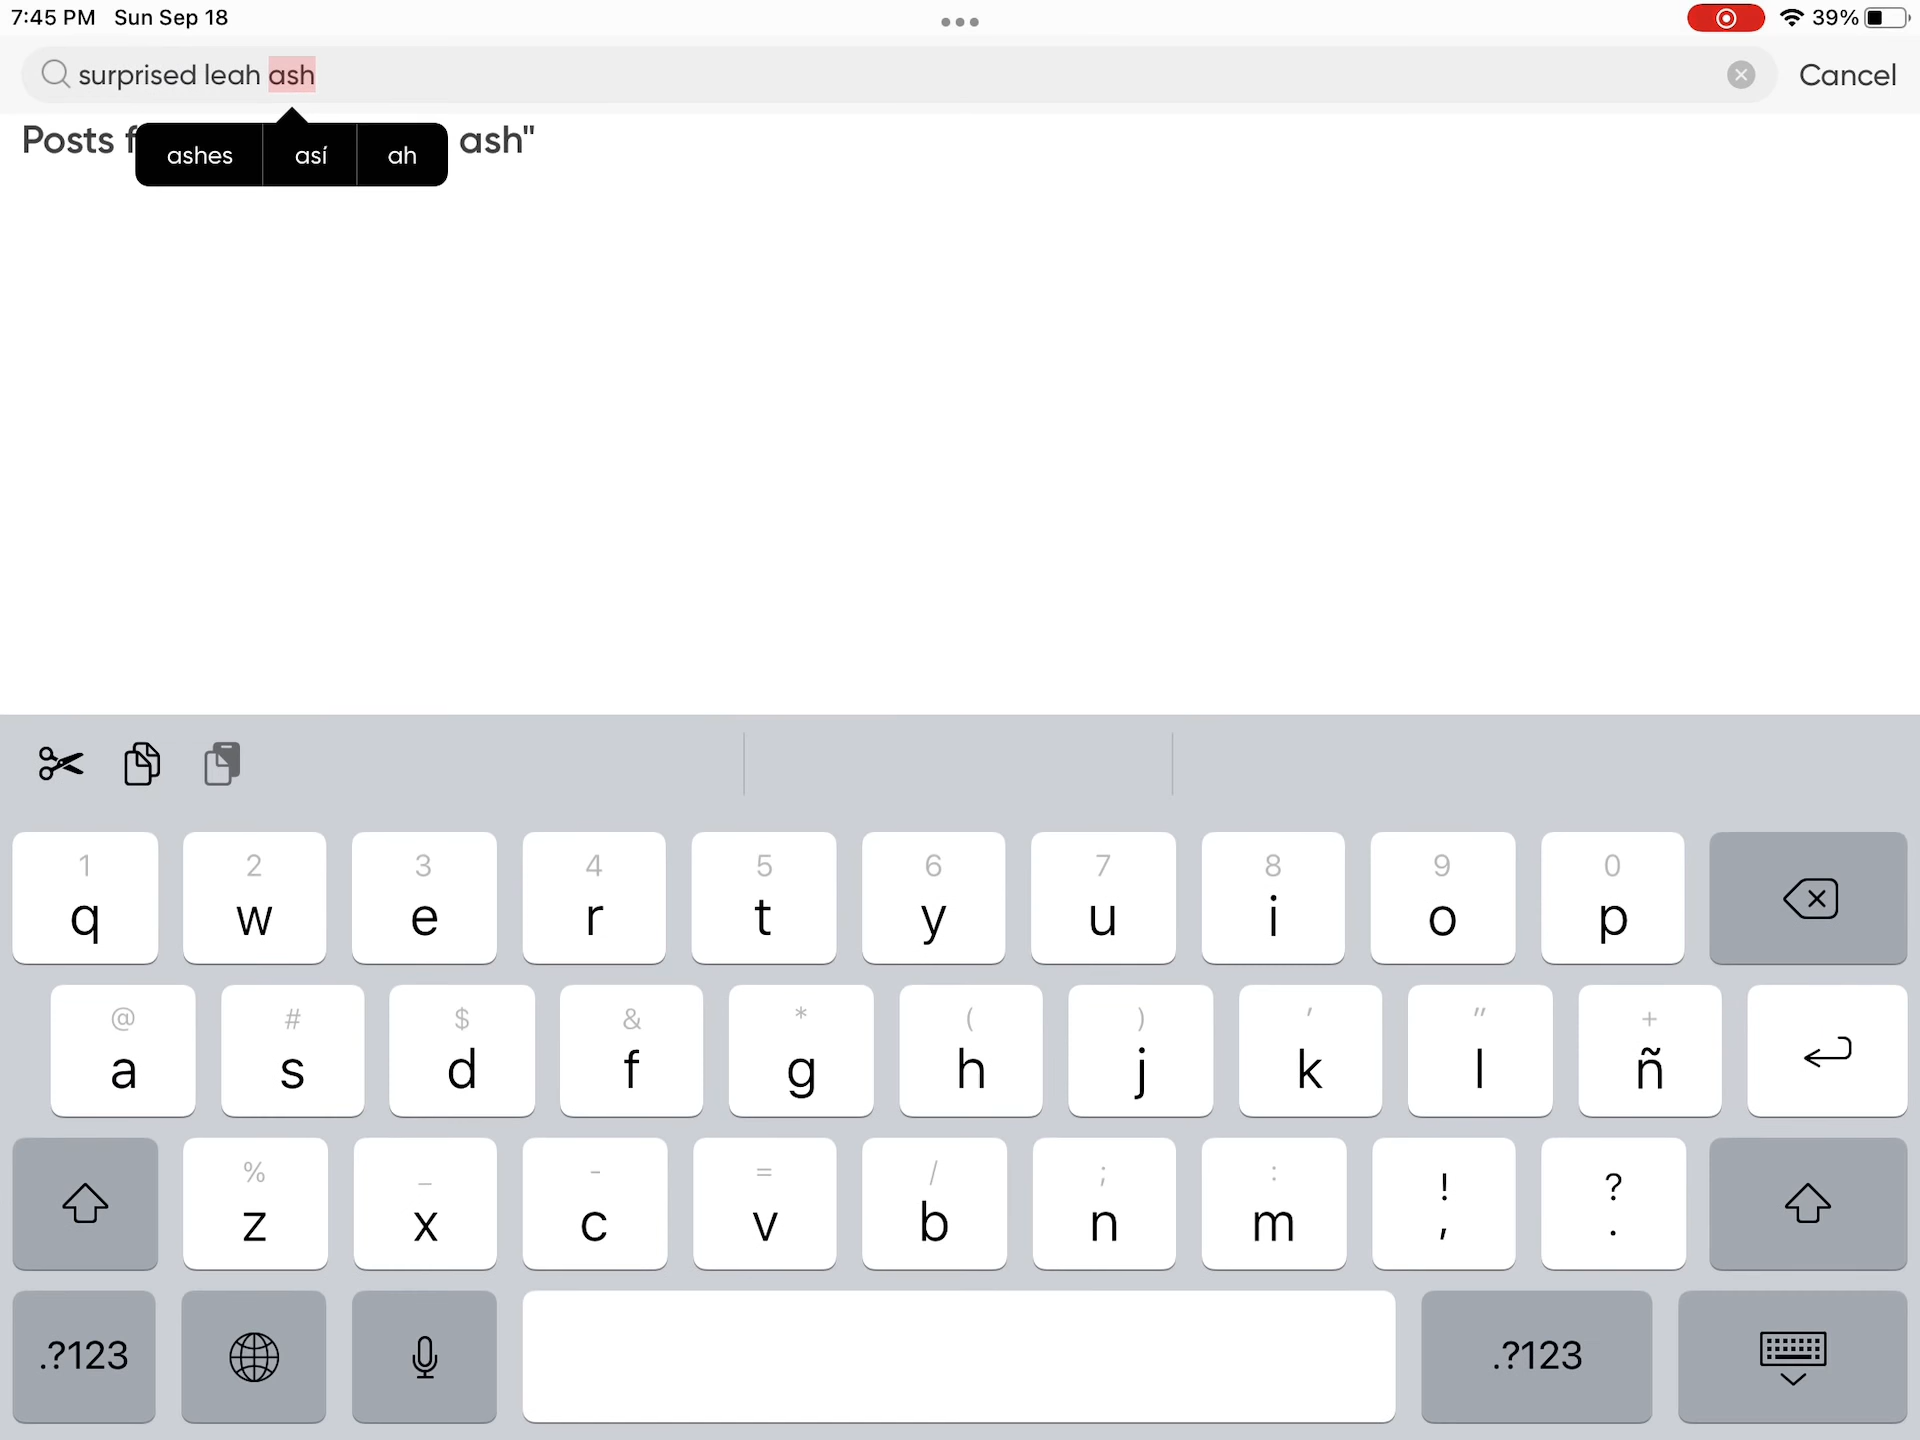 7:45 PM Sun Sep 18
39%
surprised leah ash
Cancel
Posts f
ash"
ashes así ah
1 2 3 4 5 6 7 8 9 0
q w e r t y u i o p
@ # $ & * ( ) ' " +
a s d f g h j k l ñ
% _ - = / ; : ! ?
z x c v b n m , .
.?123 .?123